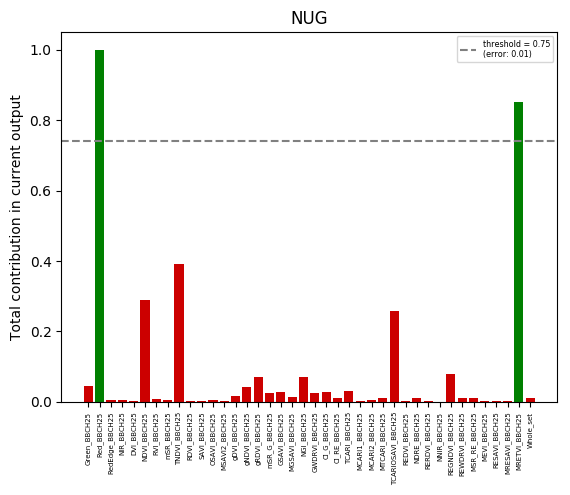 NUG
threshold = 0.75
(error: 0.01)
Total contribution in current output
1.0
0.8
0.6
0.4
0.2
0.0
Green_BBCH25
Red_BBCH25
RedEdge_BBCH25
NIR_BBCH25
DVI_BBCH25
NDVI_BBCH25
RVI_BBCH25
mSR_BBCH25
TNDVI_BBCH25
RDVI_BBCH25
SAVI_BBCH25
OSAVI_BBCH25
MSAVI2_BBCH25
gDVI_BBCH25
gNDVI_BBCH25
gRDVI_BBCH25
mSR_G_BBCH25
GSAVI_BBCH25
MGSAVI_BBCH25
NGI_BBCH25
GWDRVI_BBCH25
CI_G_BBCH25
CI_RE_BBCH25
TCARI_BBCH25
MCARI1_BBCH25
MCARI2_BBCH25
MTCARI_BBCH25
TCARIOSAVI_BBCH25
REDVI_BBCH25
NDRE_BBCH25
RERDVI_BBCH25
NNIR_BBCH25
REGNDVI_BBCH25
REWDRVI_BBCH25
MSR_RE_BBCH25
MEVI_BBCH25
RESAVI_BBCH25
MRESAVI_BBCH25
MRETVI_BBCH25
Whole_set